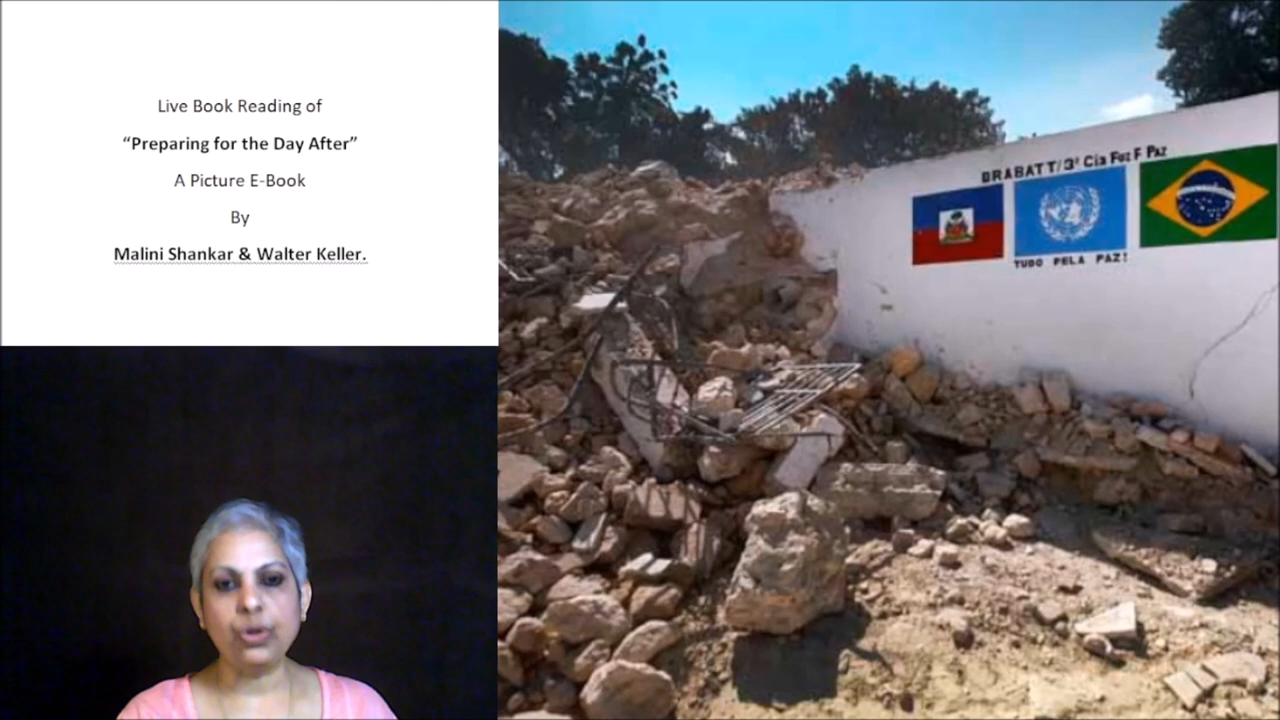 Live Book Reading of
“Preparing for the Day After”
A Picture E-Book
By
Malini Shankar & Walter Keller.
BRABATT/3ª Cia Fuz F Paz
TUDO PELA PAZ!